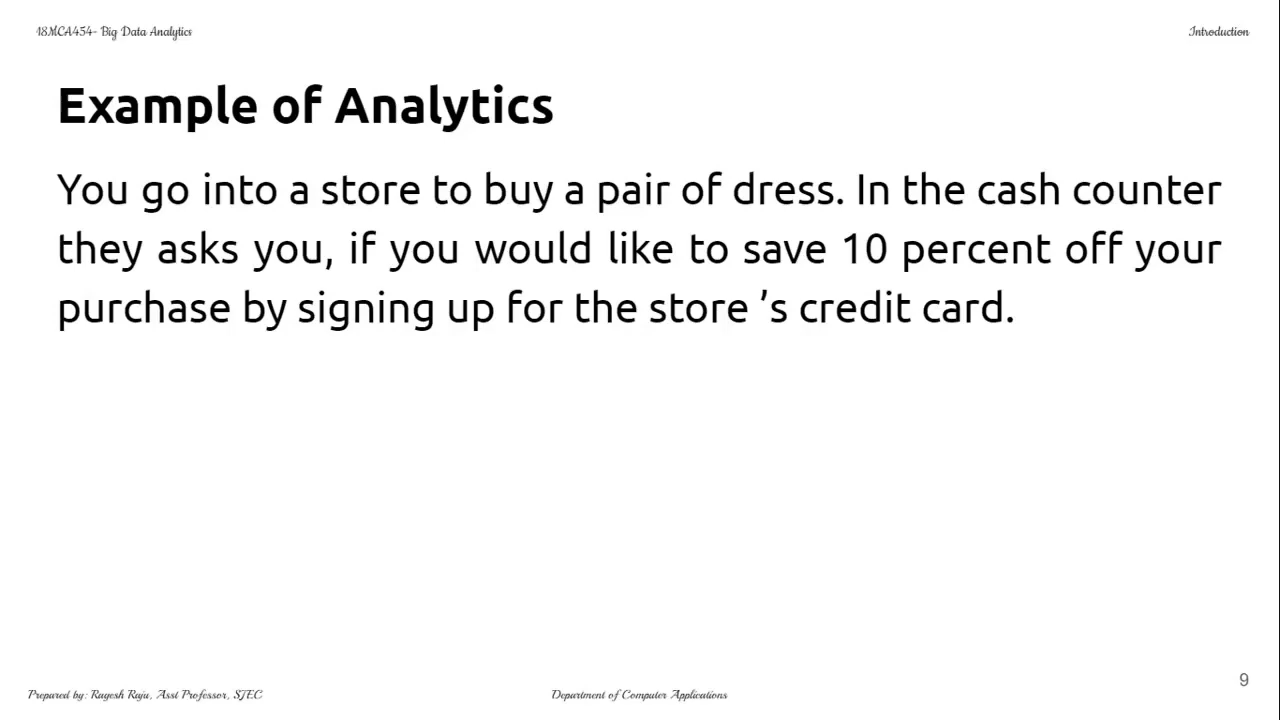 18MCA454- Big Data Analytics
Introduction
Example of Analytics
You go into a store to buy a pair of dress. In the cash counter
they asks you, if you would like to save 10 percent off your
purchase by signing up for the store ’s credit card.
9
Prepared by: Ragesh Raju, Asst Professor, SJEC
Department of Computer Applications